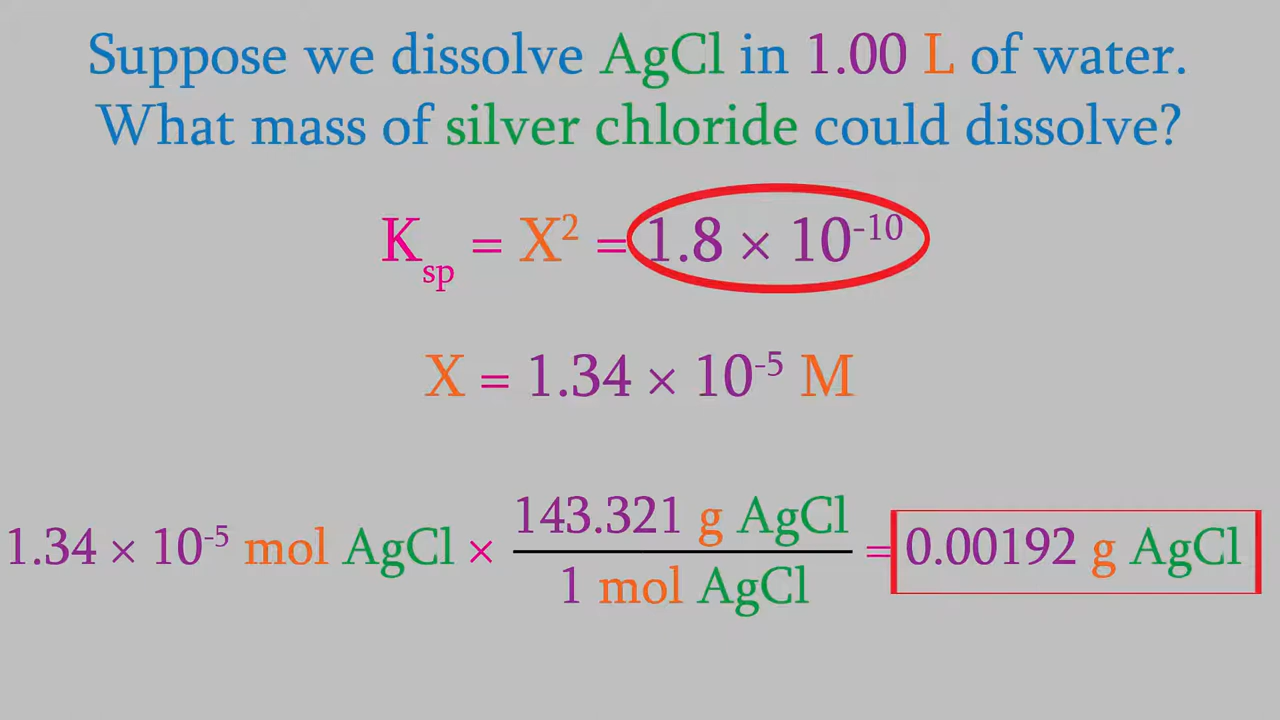 Suppose we dissolve AgCl in 1.00 L of water.
What mass of silver chloride could dissolve?
K_sp = X² = 1.8 × 10⁻¹⁰
X = 1.34 × 10⁻⁵ M
143.321 g AgCl
1.34 × 10⁻⁵ mol AgCl × = 0.00192 g AgCl
1 mol AgCl